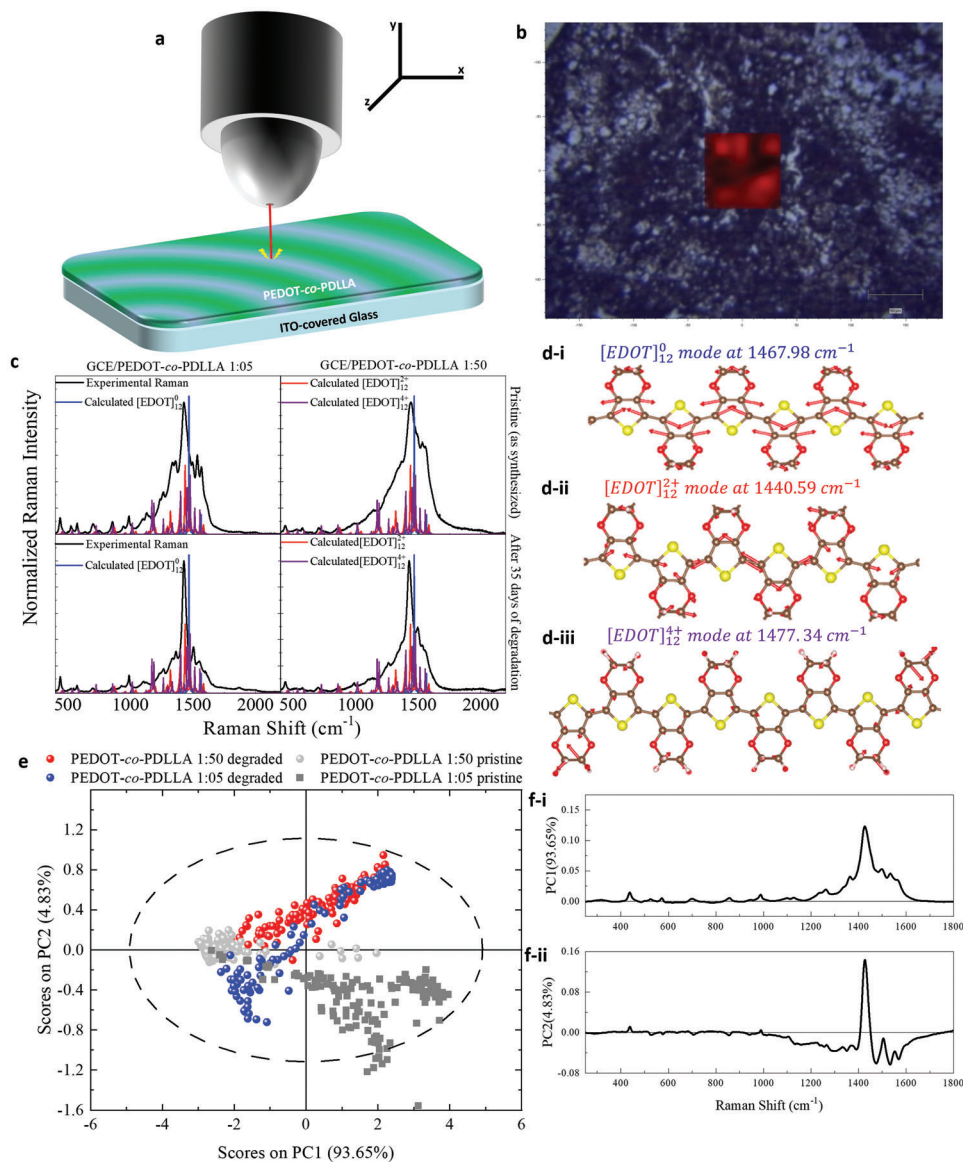 a
y
x
z
PEDOT-co-PDLLA
ITO-covered Glass
b
c
GCE/PEDOT-co-PDLLA 1:05
GCE/PEDOT-co-PDLLA 1:50
Experimental Raman
Calculated [EDOT]⁰₁₂
Calculated [EDOT]²⁺₁₂
Calculated [EDOT]⁴⁺₁₂
Pristine (as synthesized)
Experimental Raman
Calculated [EDOT]⁰₁₂
Calculated[EDOT]²⁺₁₂
Calculated[EDOT]⁴⁺₁₂
After 35 days of degradation
Normalized Raman Intensity
500 1000 1500 2000 500 1000 1500 2000
Raman Shift (cm⁻¹)
d-i
[EDOT]⁰₁₂ mode at 1467.98 cm⁻¹
d-ii
[EDOT]²⁺₁₂ mode at 1440.59 cm⁻¹
d-iii
[EDOT]⁴⁺₁₂ mode at 1477.34 cm⁻¹
e
PEDOT-co-PDLLA 1:50 degraded
PEDOT-co-PDLLA 1:50 pristine
PEDOT-co-PDLLA 1:05 degraded
PEDOT-co-PDLLA 1:05 pristine
Scores on PC2 (4.83%)
1.2
0.8
0.4
0.0
-0.4
-0.8
-1.2
-1.6
-6 -4 -2 0 2 4 6
Scores on PC1 (93.65%)
f-i
PC1(93.65%)
0.15
0.10
0.05
0.00
f-ii
PC2(4.83%)
0.16
0.08
0.00
-0.08
400 600 800 1000 1200 1400 1600 1800
Raman Shift (cm⁻¹)